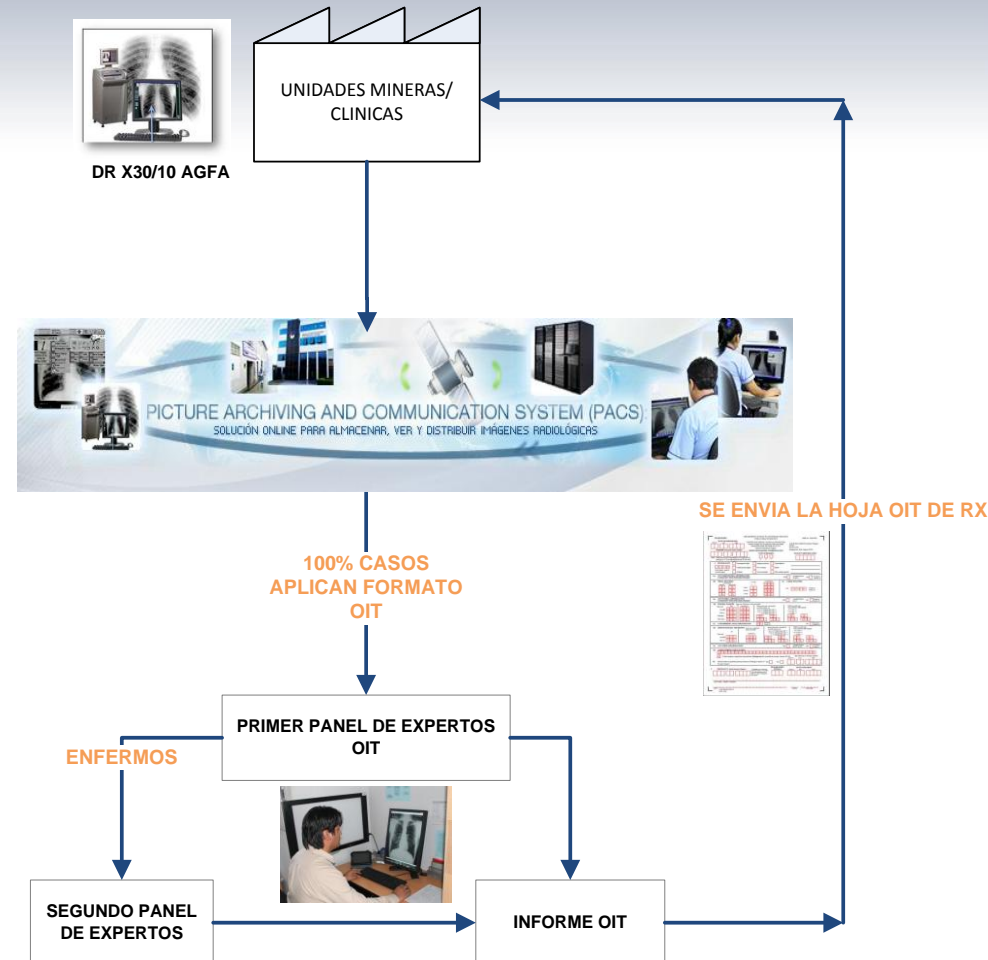 UNIDADES MINERAS/
CLINICAS
DR X30/10 AGFA
PICTURE ARCHIVING AND COMMUNICATION SYSTEM (PACS)
SOLUCIÓN ONLINE PARA ALMACENAR, VER Y DISTRIBUIR IMÁGENES RADIOLÓGICAS
SE ENVIA LA HOJA OIT DE RX
100% CASOS
APLICAN FORMATO
OIT
PRIMER PANEL DE EXPERTOS
OIT
ENFERMOS
SEGUNDO PANEL
DE EXPERTOS
INFORME OIT